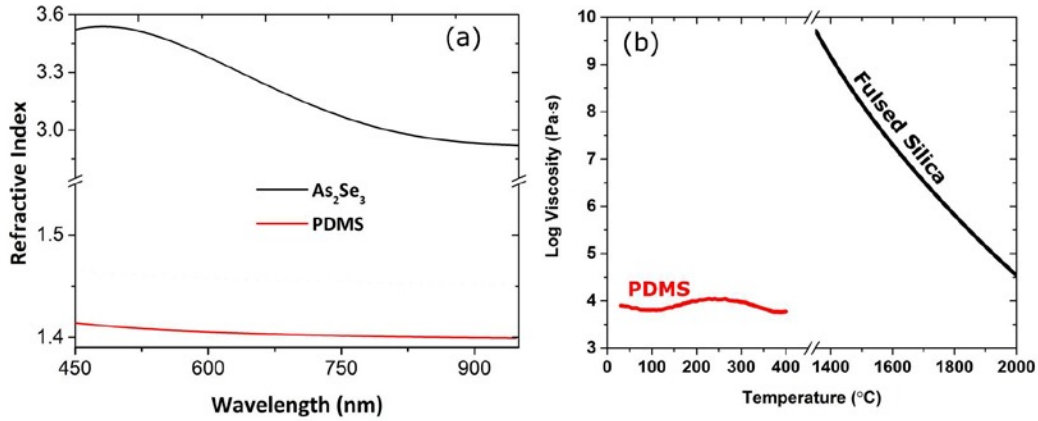 (a)
3.6
3.3
3.0
1.5
1.4
Refractive Index
As₂Se₃
PDMS
450 600 750 900
Wavelength (nm)
(b)
10
9
8
7
6
5
4
3
Log Viscosity (Pa·s)
Fulsed Silica
PDMS
0 100 200 300 400 1400 1600 1800 2000
Temperature (°C)